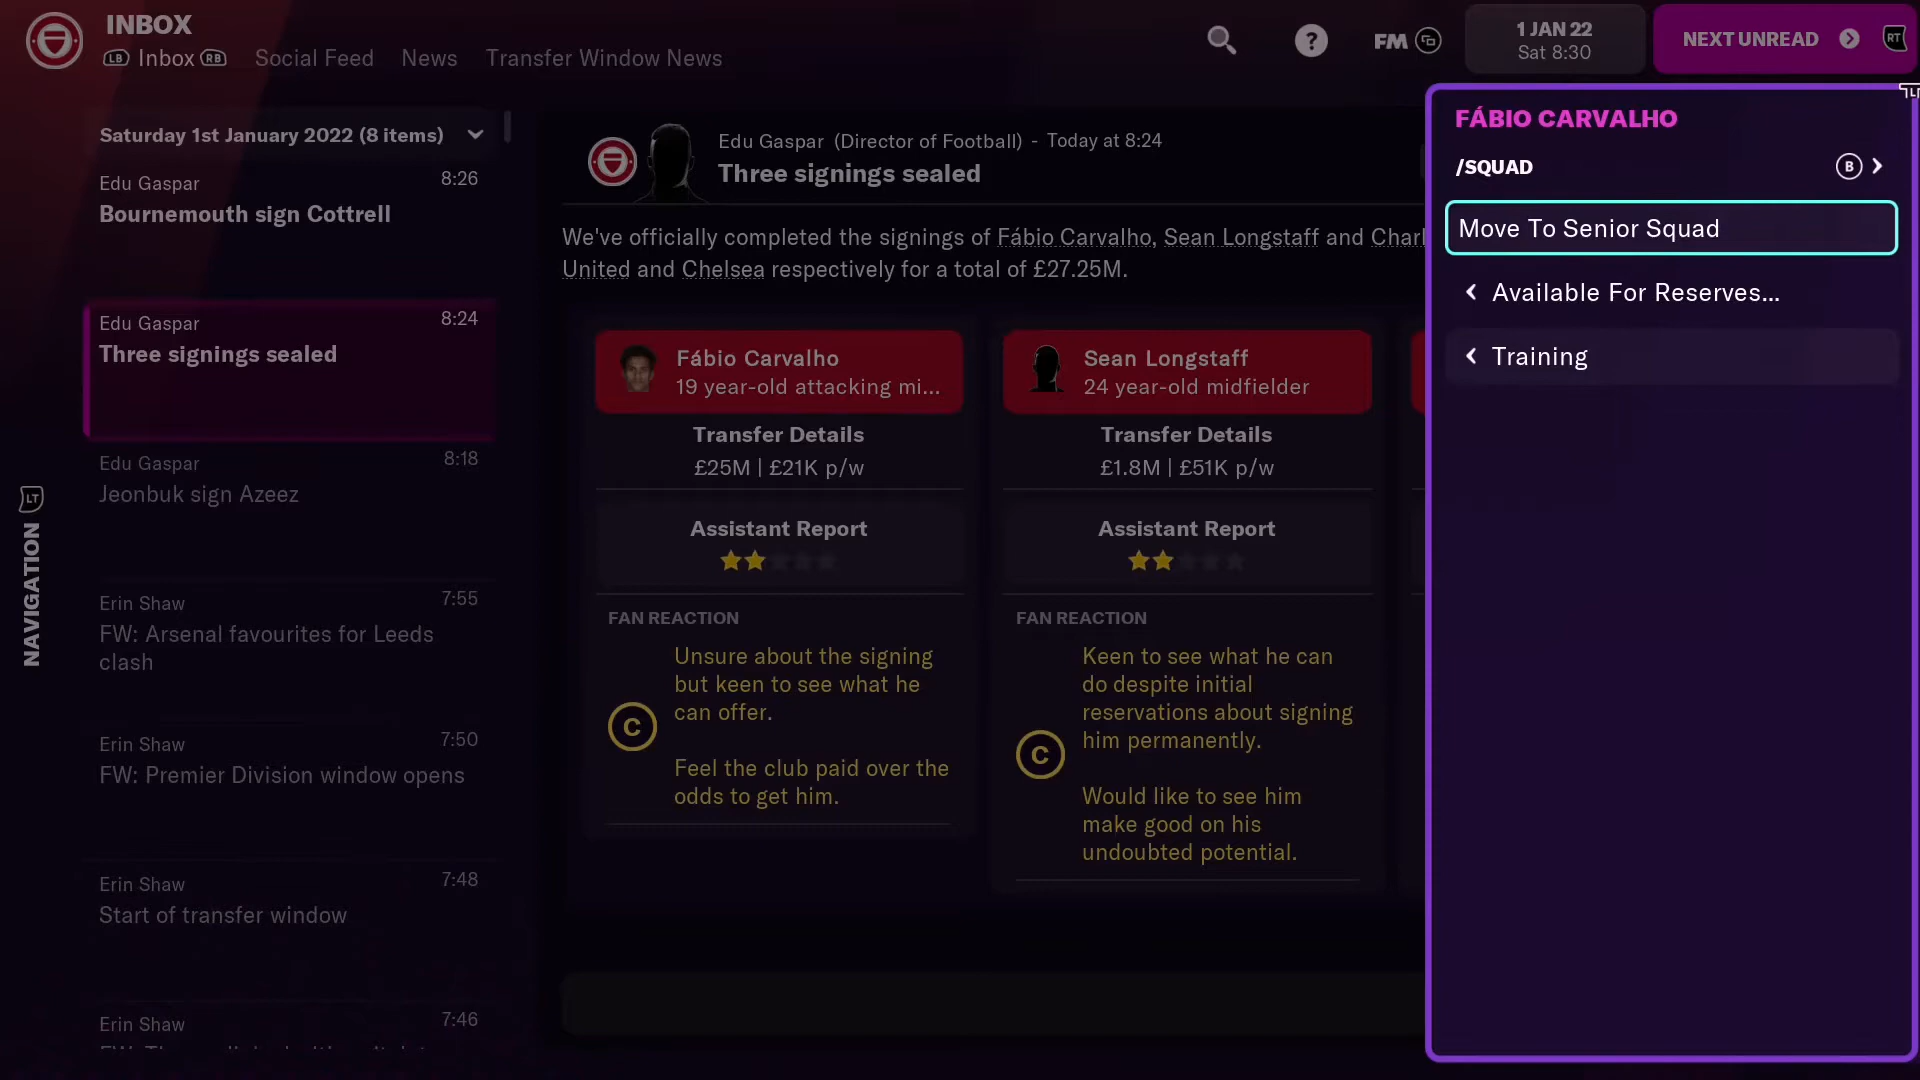 INBOX
LB Inbox RB Social Feed News Transfer Window News
FM
1 JAN 22
Sat 8:30
NEXT UNREAD RT
NAVIGATION LT
Saturday 1st January 2022 (8 items)
Edu Gaspar 8:26
Bournemouth sign Cottrell
Edu Gaspar 8:24
Three signings sealed
Edu Gaspar 8:18
Jeonbuk sign Azeez
Erin Shaw 7:55
FW: Arsenal favourites for Leeds
clash
Erin Shaw 7:50
FW: Premier Division window opens
Erin Shaw 7:48
Start of transfer window
Erin Shaw 7:46
Edu Gaspar (Director of Football) - Today at 8:24
Three signings sealed
We've officially completed the signings of Fábio Carvalho, Sean Longstaff and Charl
United and Chelsea respectively for a total of £27.25M.
Fábio Carvalho
19 year-old attacking mi...
Transfer Details
£25M | £21K p/w
Assistant Report
FAN REACTION
C
Unsure about the signing
but keen to see what he
can offer.
Feel the club paid over the
odds to get him.
Sean Longstaff
24 year-old midfielder
Transfer Details
£1.8M | £51K p/w
Assistant Report
FAN REACTION
C
Keen to see what he can
do despite initial
reservations about signing
him permanently.
Would like to see him
make good on his
undoubted potential.
FÁBIO CARVALHO
/SQUAD B
Move To Senior Squad
Available For Reserves...
Training